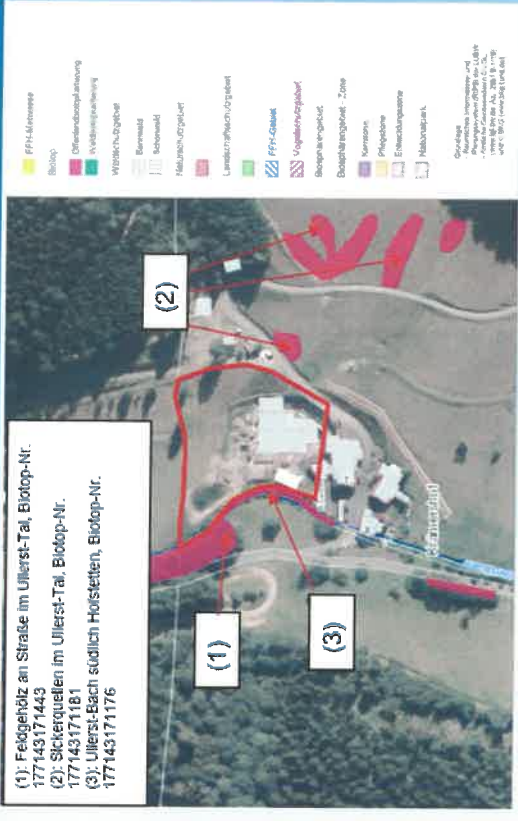 (1): Feldgehölz an Straße im Ullerst-Tal, Biotop-Nr.
177143171443
(2): Sickerquellen im Ullerst-Tal, Biotop-Nr.
177143171181
(3): Ullerst-Bach südlich Hofstetten, Biotop-Nr.
177143171176
(1)
(2)
(3)
FFH-Mähwiese
Biotop
Offenlandbiotopkartierung
Waldbiotopkartierung
Waldschutzgebiet
Bannwald
Schonwald
Naturschutzgebiet
Landschaftsschutzgebiet
FFH-Gebiet
Vogelschutzgebiet
Biosphärengebiet
Biosphärengebiet - Zone
Kernzone
Pflegezone
Entwicklungszone
Naturpark
Grundlage